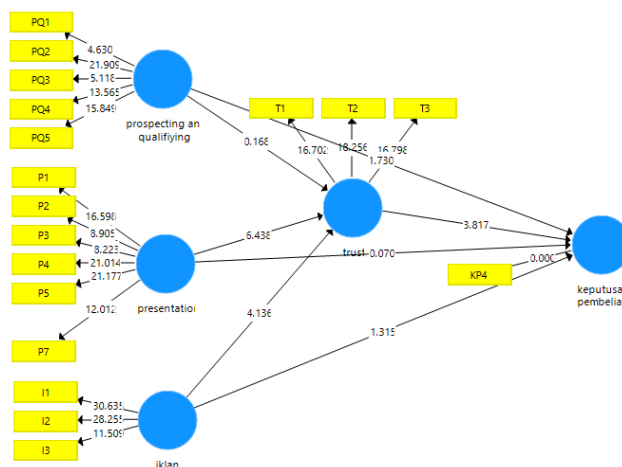 PQ1
PQ2
PQ3
PQ4
PQ5
4.630
21.909
5.118
13.565
15.849
prospecting an
qualifiying
T1
T2
T3
16.702
18.256
16.798
1.730
0.168
P1
P2
P3
P4
P5
P7
16.598
8.905
8.223
21.014
21.177
12.012
presentation
6.438
trust
0.070
3.817
KP4
0.000
keputusa
pembelia
4.136
1.315
I1
I2
I3
30.635
28.255
11.509
iklan